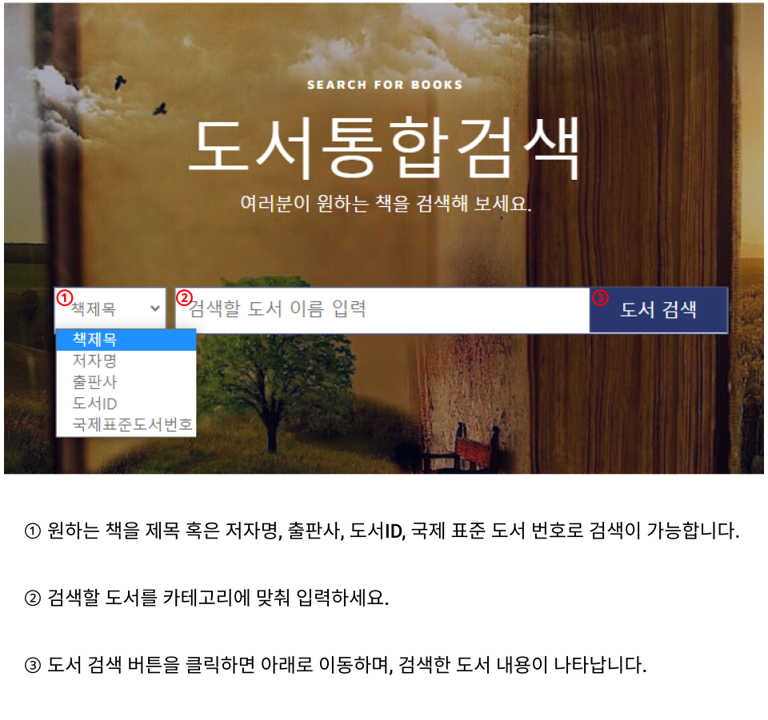 SEARCH FOR BOOKS
도서통합검색
여러분이 원하는 책을 검색해 보세요.
① 책제목 ② 검색할 도서 이름 입력 ③ 도서 검색
책제목
저자명
출판사
도서ID
국제표준도서번호
① 원하는 책을 제목 혹은 저자명, 출판사, 도서ID, 국제 표준 도서 번호로 검색이 가능합니다.
② 검색할 도서를 카테고리에 맞춰 입력하세요.
③ 도서 검색 버튼을 클릭하면 아래로 이동하며, 검색한 도서 내용이 나타납니다.